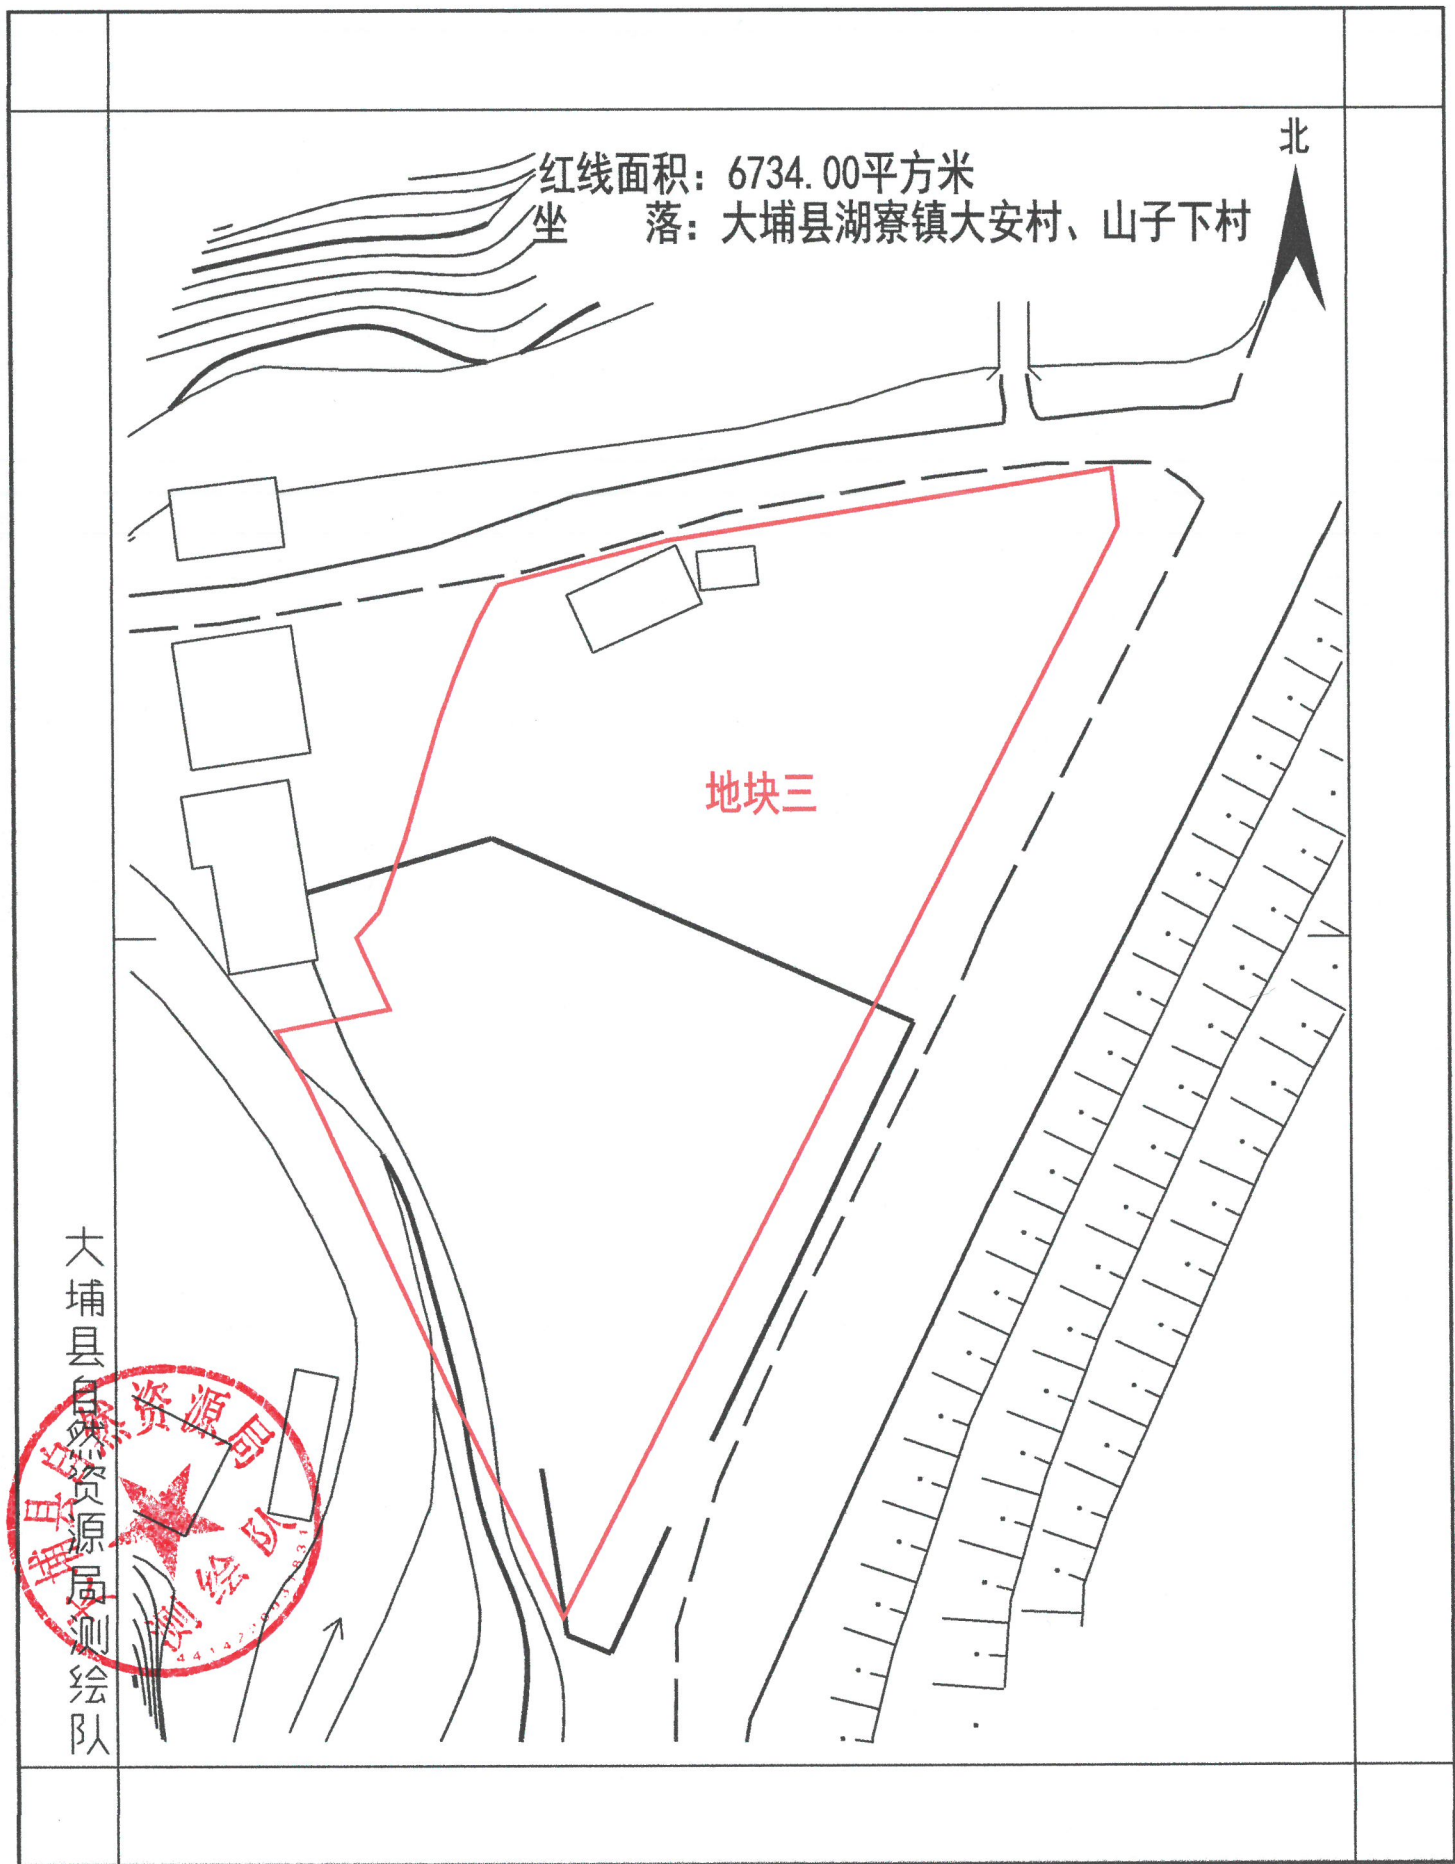 北
红线面积：6734.00平方米
坐 落：大埔县湖寮镇大安村、山子下村
地块三
大埔县自然资源局测绘队
大埔县自然资源局
测绘队